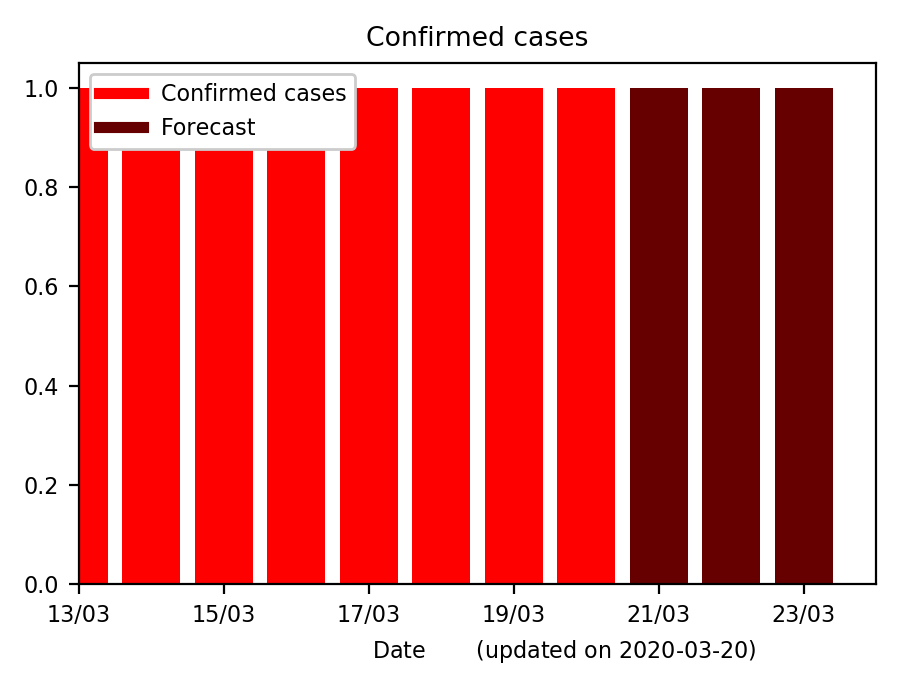 Confirmed cases
1.0
Confirmed cases
Forecast
0.8
0.6
0.4
0.2
0.0
13/03 15/03 17/03 19/03 21/03 23/03
Date (updated on 2020-03-20)